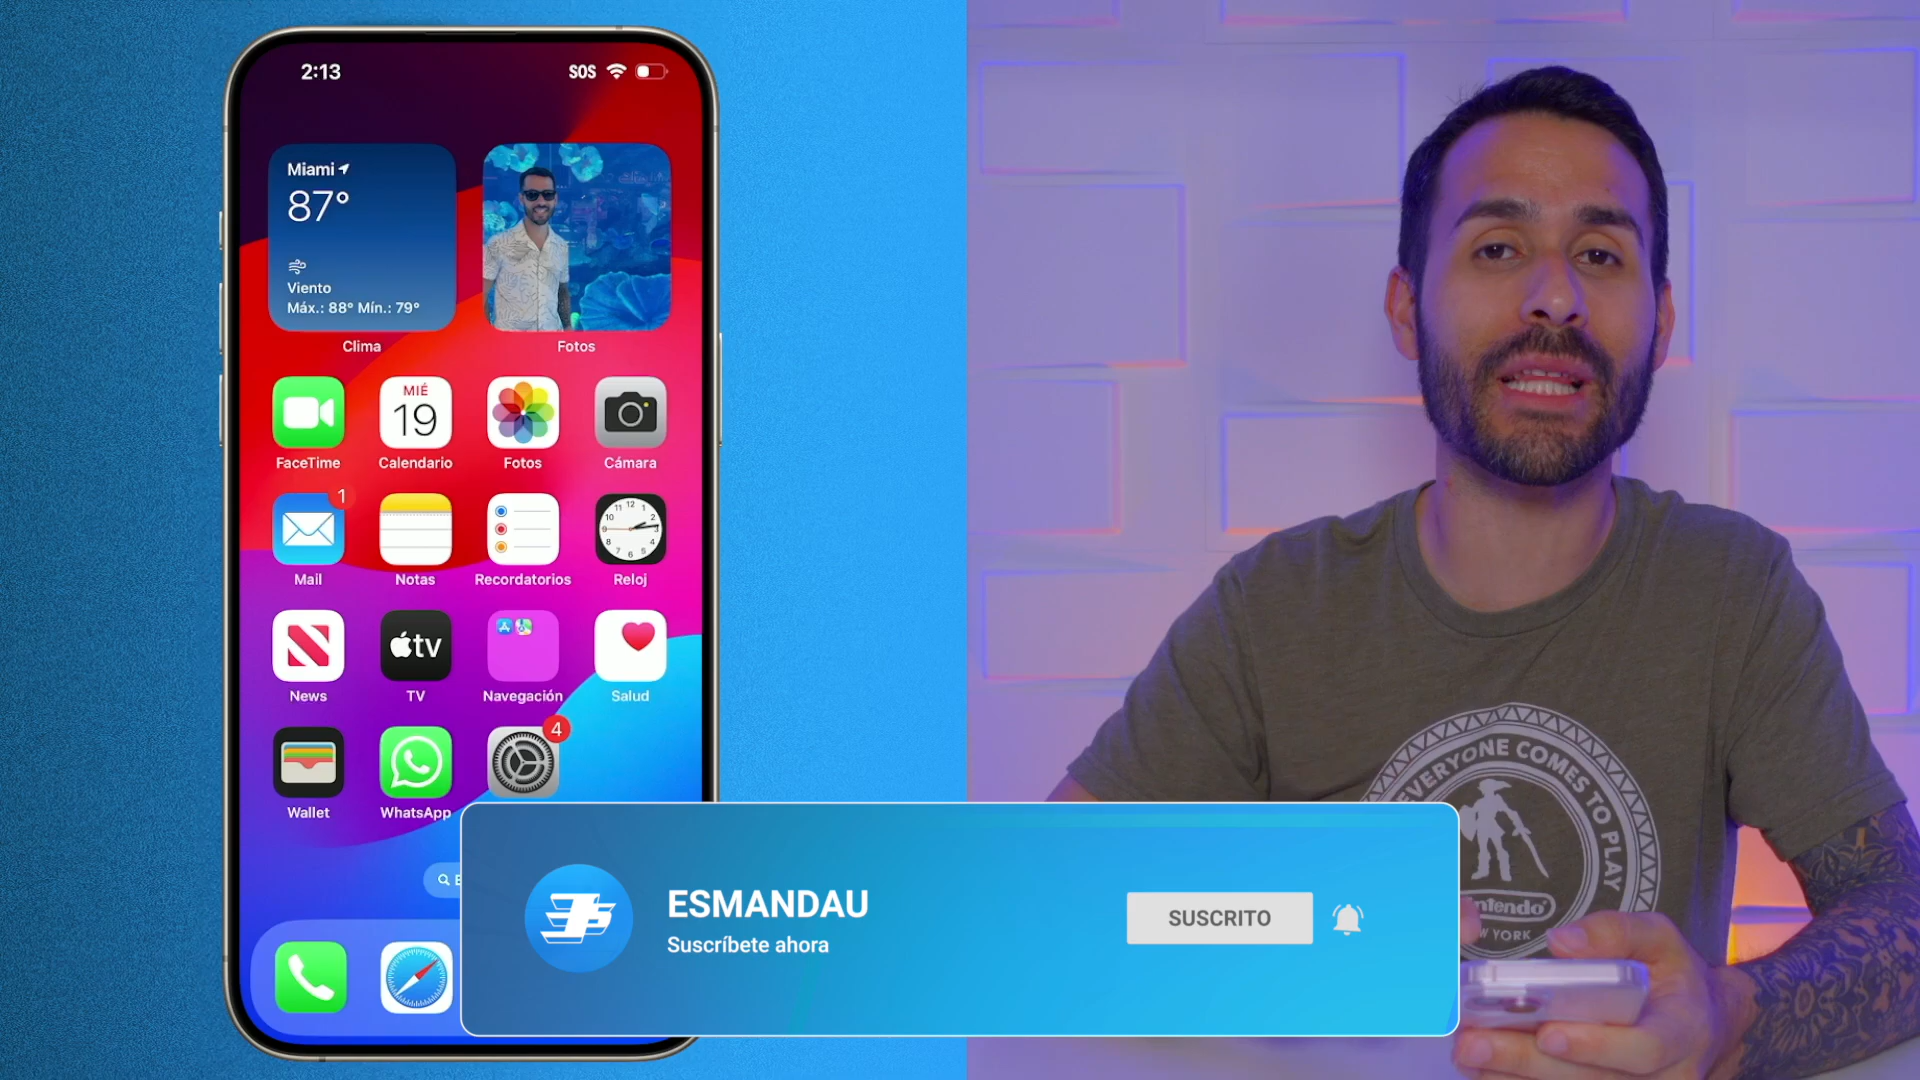 2:13
SOS
Miami
87°
Viento
Máx.: 88° Mín.: 79°
Clima
Fotos
MIÉ
19
FaceTime
Calendario
Fotos
Cámara
1
Mail
Notas
Recordatorios
Reloj
tv
News
TV
Navegación
Salud
4
Wallet
WhatsApp
ESMANDAU
Suscríbete ahora
SUSCRITO
EVERYONE COMES TO PLAY
Nintendo
YORK